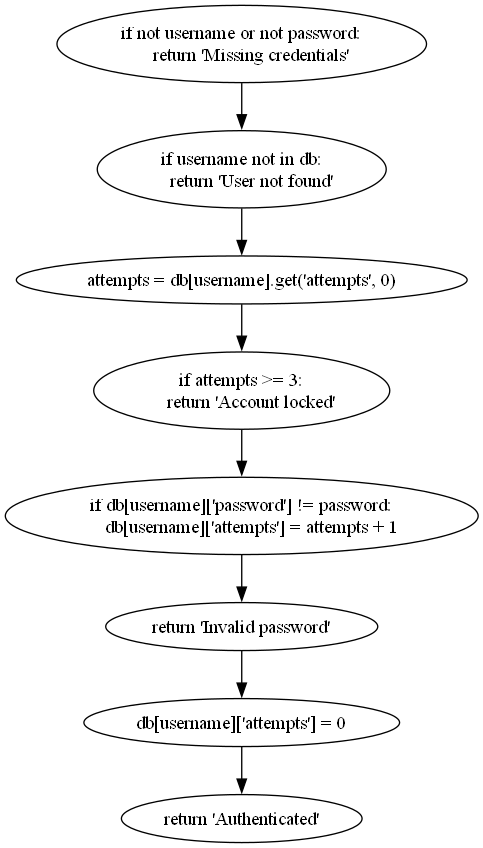 if not username or not password:
return 'Missing credentials'
if username not in db:
return 'User not found'
attempts = db[username].get('attempts', 0)
if attempts >= 3:
return 'Account locked'
if db[username]['password'] != password:
db[username]['attempts'] = attempts + 1
return 'Invalid password'
db[username]['attempts'] = 0
return 'Authenticated'